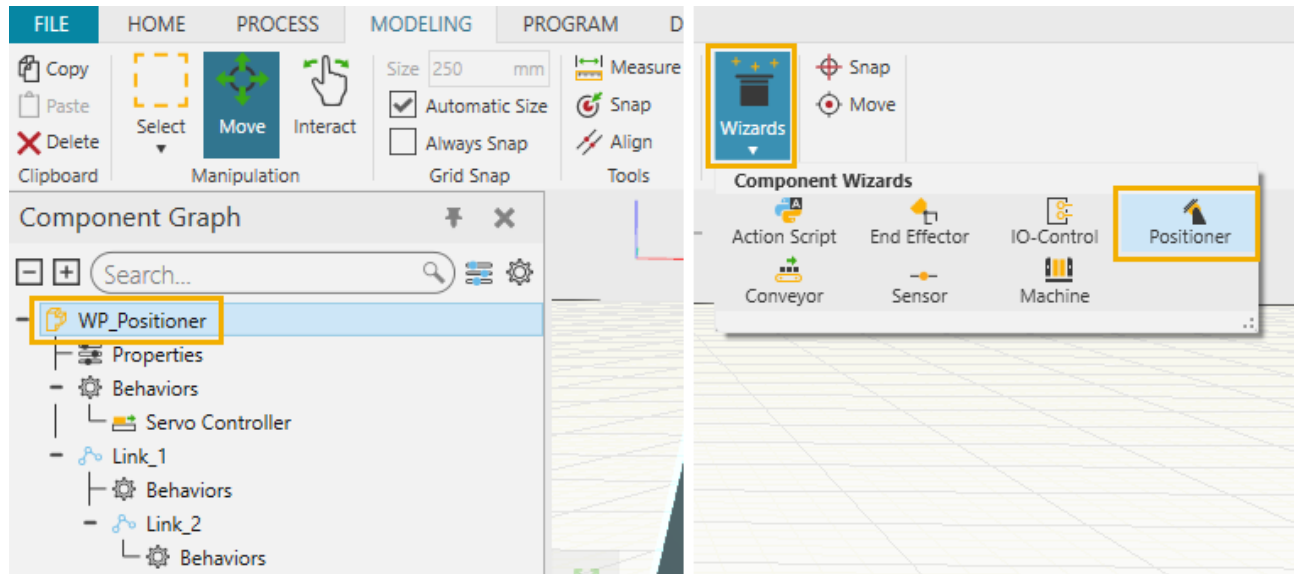 FILE HOME PROCESS MODELING PROGRAM D
Copy
Paste
Delete
Clipboard
Select
Move
Interact
Manipulation
Size 250 mm
Automatic Size
Always Snap
Grid Snap
Measure
Snap
Align
Tools
Component Graph
Search...
WP_Positioner
Properties
Behaviors
Servo Controller
Link_1
Behaviors
Link_2
Behaviors
Wizards
Snap
Move
Component Wizards
Action Script End Effector IO-Control Positioner
Conveyor Sensor Machine